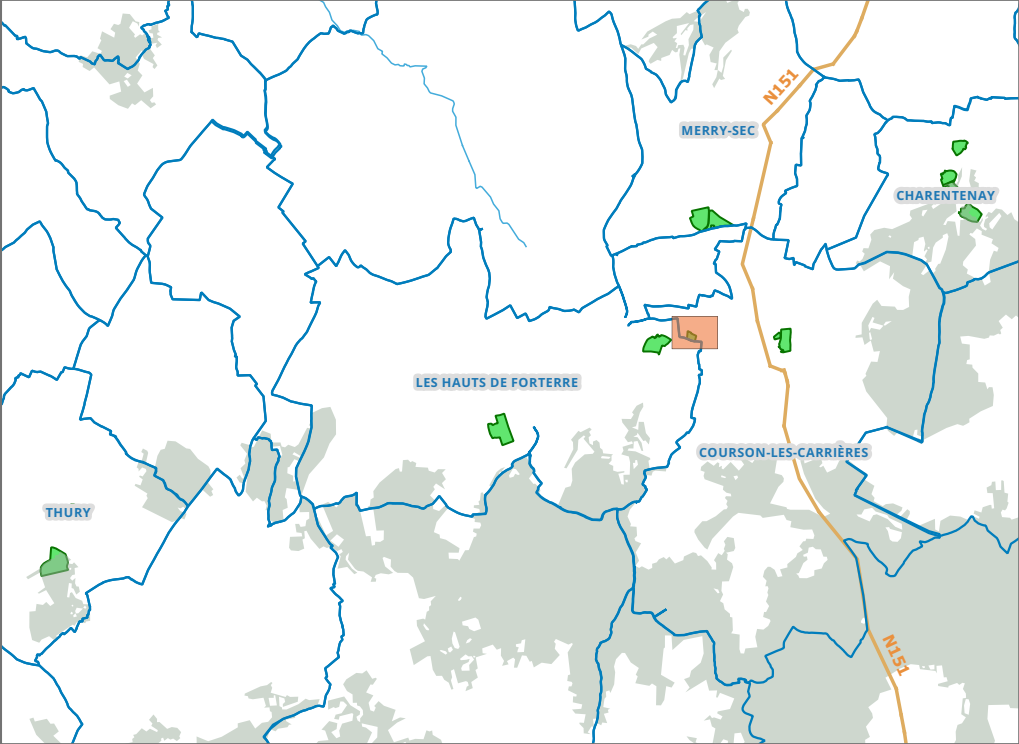 N151
MERRY-SEC
CHARENTENAY
LES HAUTS DE FORTERRE
COURSON-LES-CARRIÈRES
THURY
N151